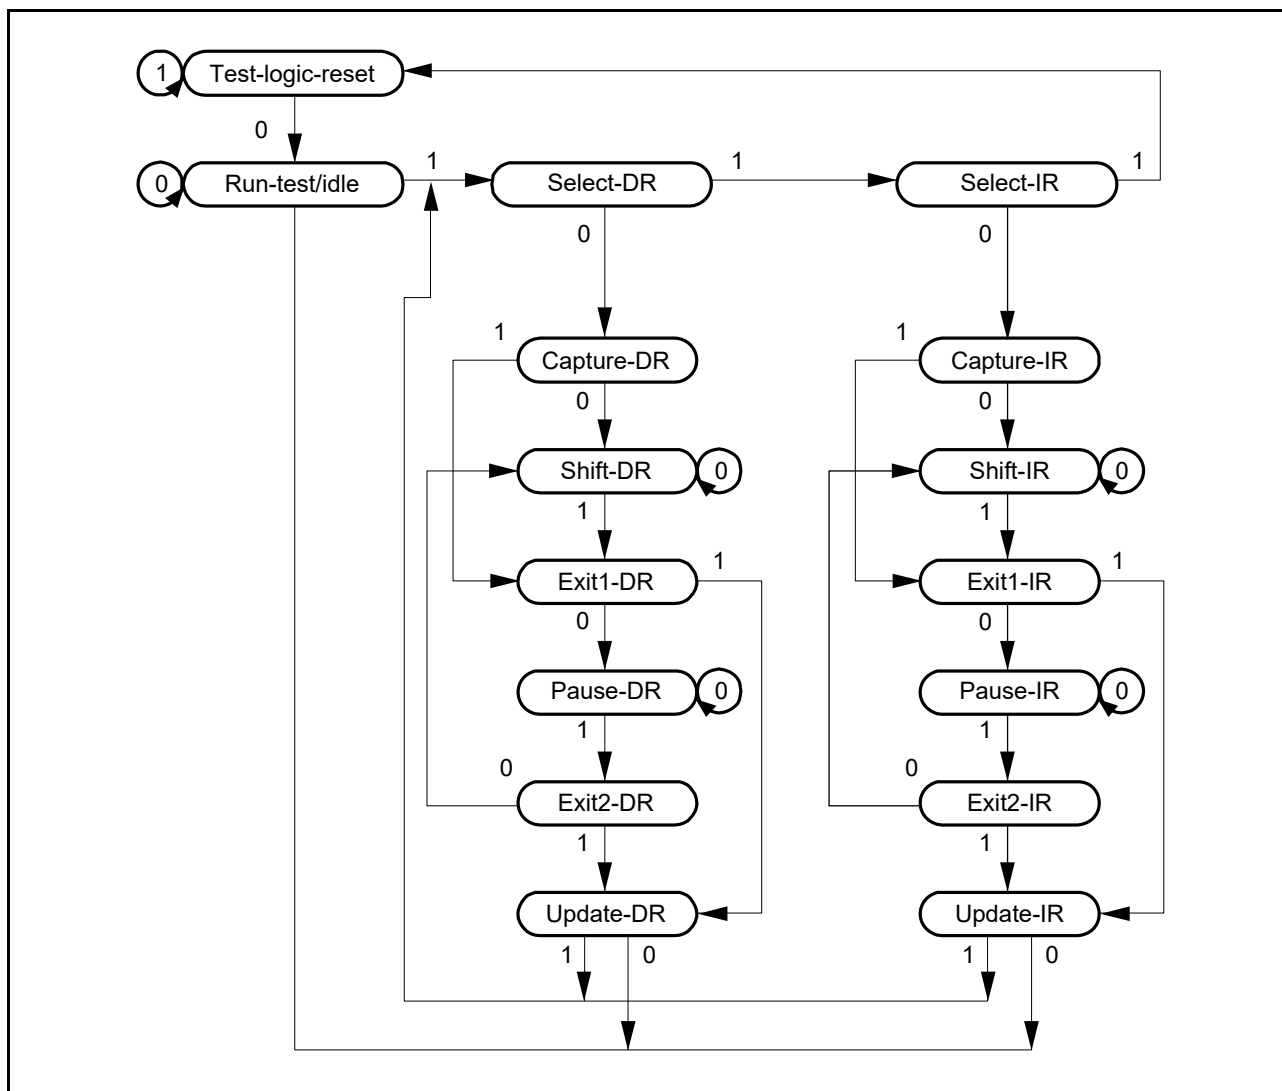 1 Test-logic-reset
0
1 1 1
0 Run-test/idle Select-DR Select-IR
0 0
1 1
Capture-DR Capture-IR
0 0
Shift-DR 0 Shift-IR 0
1 1
1 1
Exit1-DR Exit1-IR
0 0
Pause-DR 0 Pause-IR 0
1 1
0 0
Exit2-DR Exit2-IR
1 1
Update-DR Update-IR
1 0 1 0